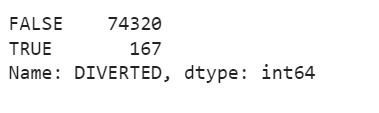 FALSE    74320
TRUE       167
Name: DIVERTED, dtype: int64